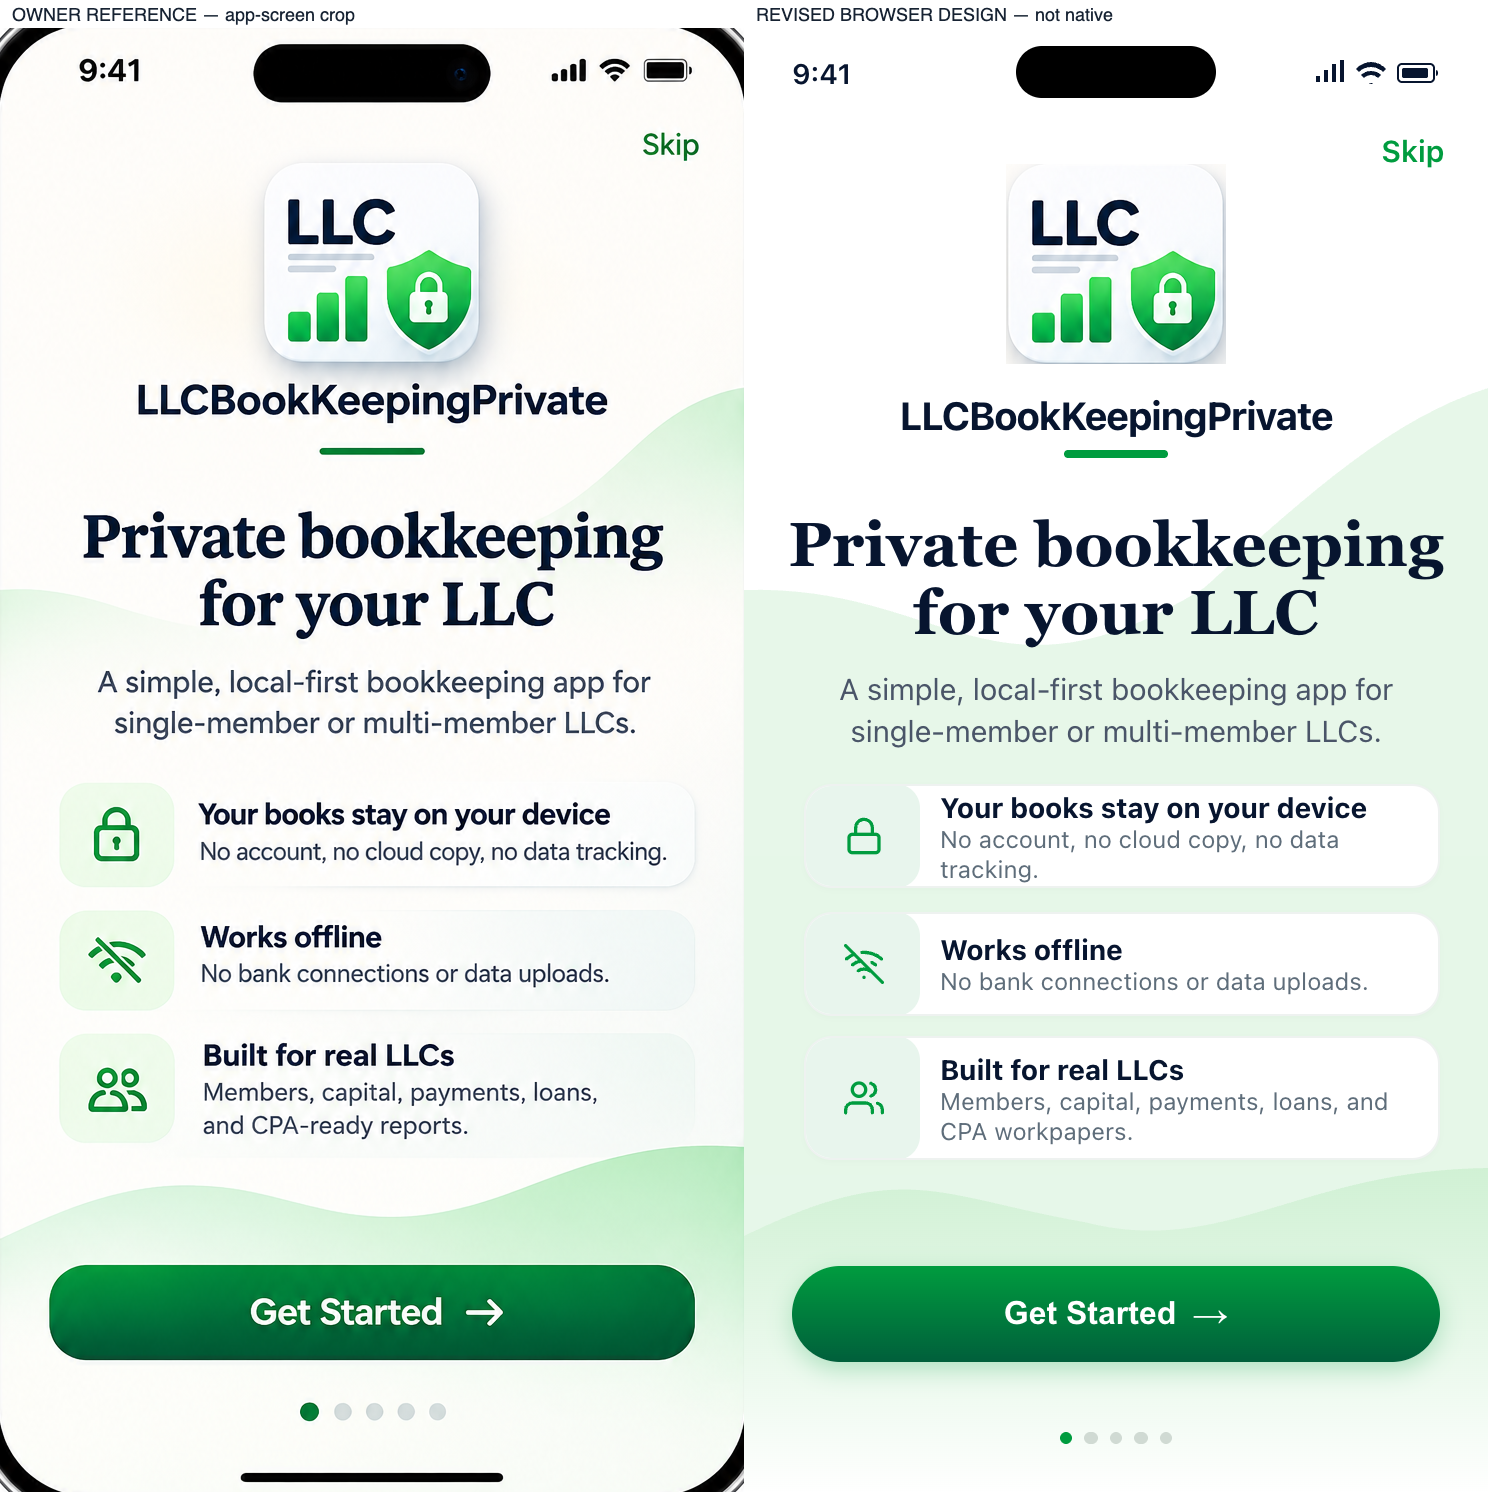 OWNER REFERENCE — app-screen crop
9:41
Skip
LLC
LLCBookKeepingPrivate
Private bookkeeping
for your LLC
A simple, local-first bookkeeping app for
single-member or multi-member LLCs.
Your books stay on your device
No account, no cloud copy, no data tracking.
Works offline
No bank connections or data uploads.
Built for real LLCs
Members, capital, payments, loans,
and CPA-ready reports.
Get Started →
REVISED BROWSER DESIGN — not native
9:41
Skip
LLC
LLCBookKeepingPrivate
Private bookkeeping
for your LLC
A simple, local-first bookkeeping app for
single-member or multi-member LLCs.
Your books stay on your device
No account, no cloud copy, no data
tracking.
Works offline
No bank connections or data uploads.
Built for real LLCs
Members, capital, payments, loans, and
CPA workpapers.
Get Started →